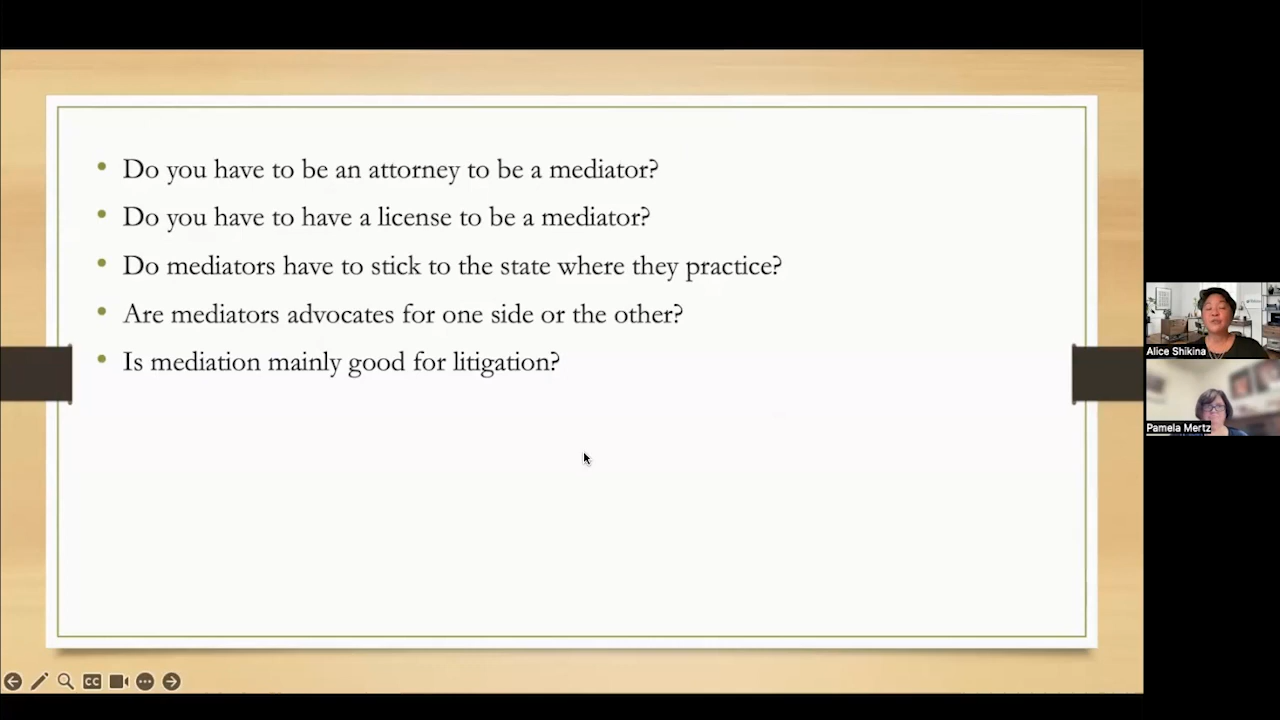 Do you have to be an attorney to be a mediator?
Do you have to have a license to be a mediator?
Do mediators have to stick to the state where they practice?
Are mediators advocates for one side or the other?
Is mediation mainly good for litigation?
Alice Shikina
Pamela Mertz
CC